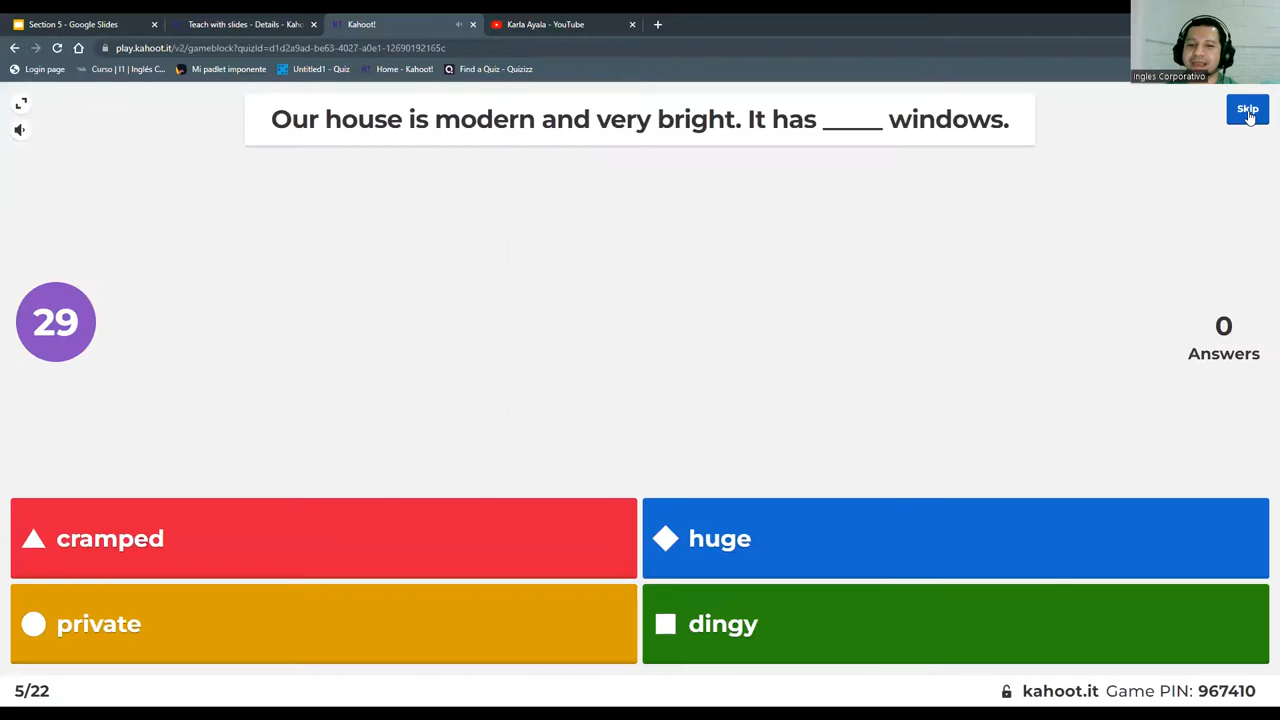 Section 5 - Google Slides
Teach with slides - Details - Kaho
Kahoot!
Karla Ayala - YouTube
play.kahoot.it/v2/gameblock?quizId=d1d2a9ad-be63-4027-a0e1-12690192165c
Login page
Curso | I1 | Inglés C...
Mi padlet imponente
Untitled1 - Quiz
Home - Kahoot!
Find a Quiz - Quizizz
Ingles Corporativo
Our house is modern and very bright. It has _____ windows.
Skip
29
0
Answers
cramped
huge
private
dingy
5/22
kahoot.it Game PIN: 967410